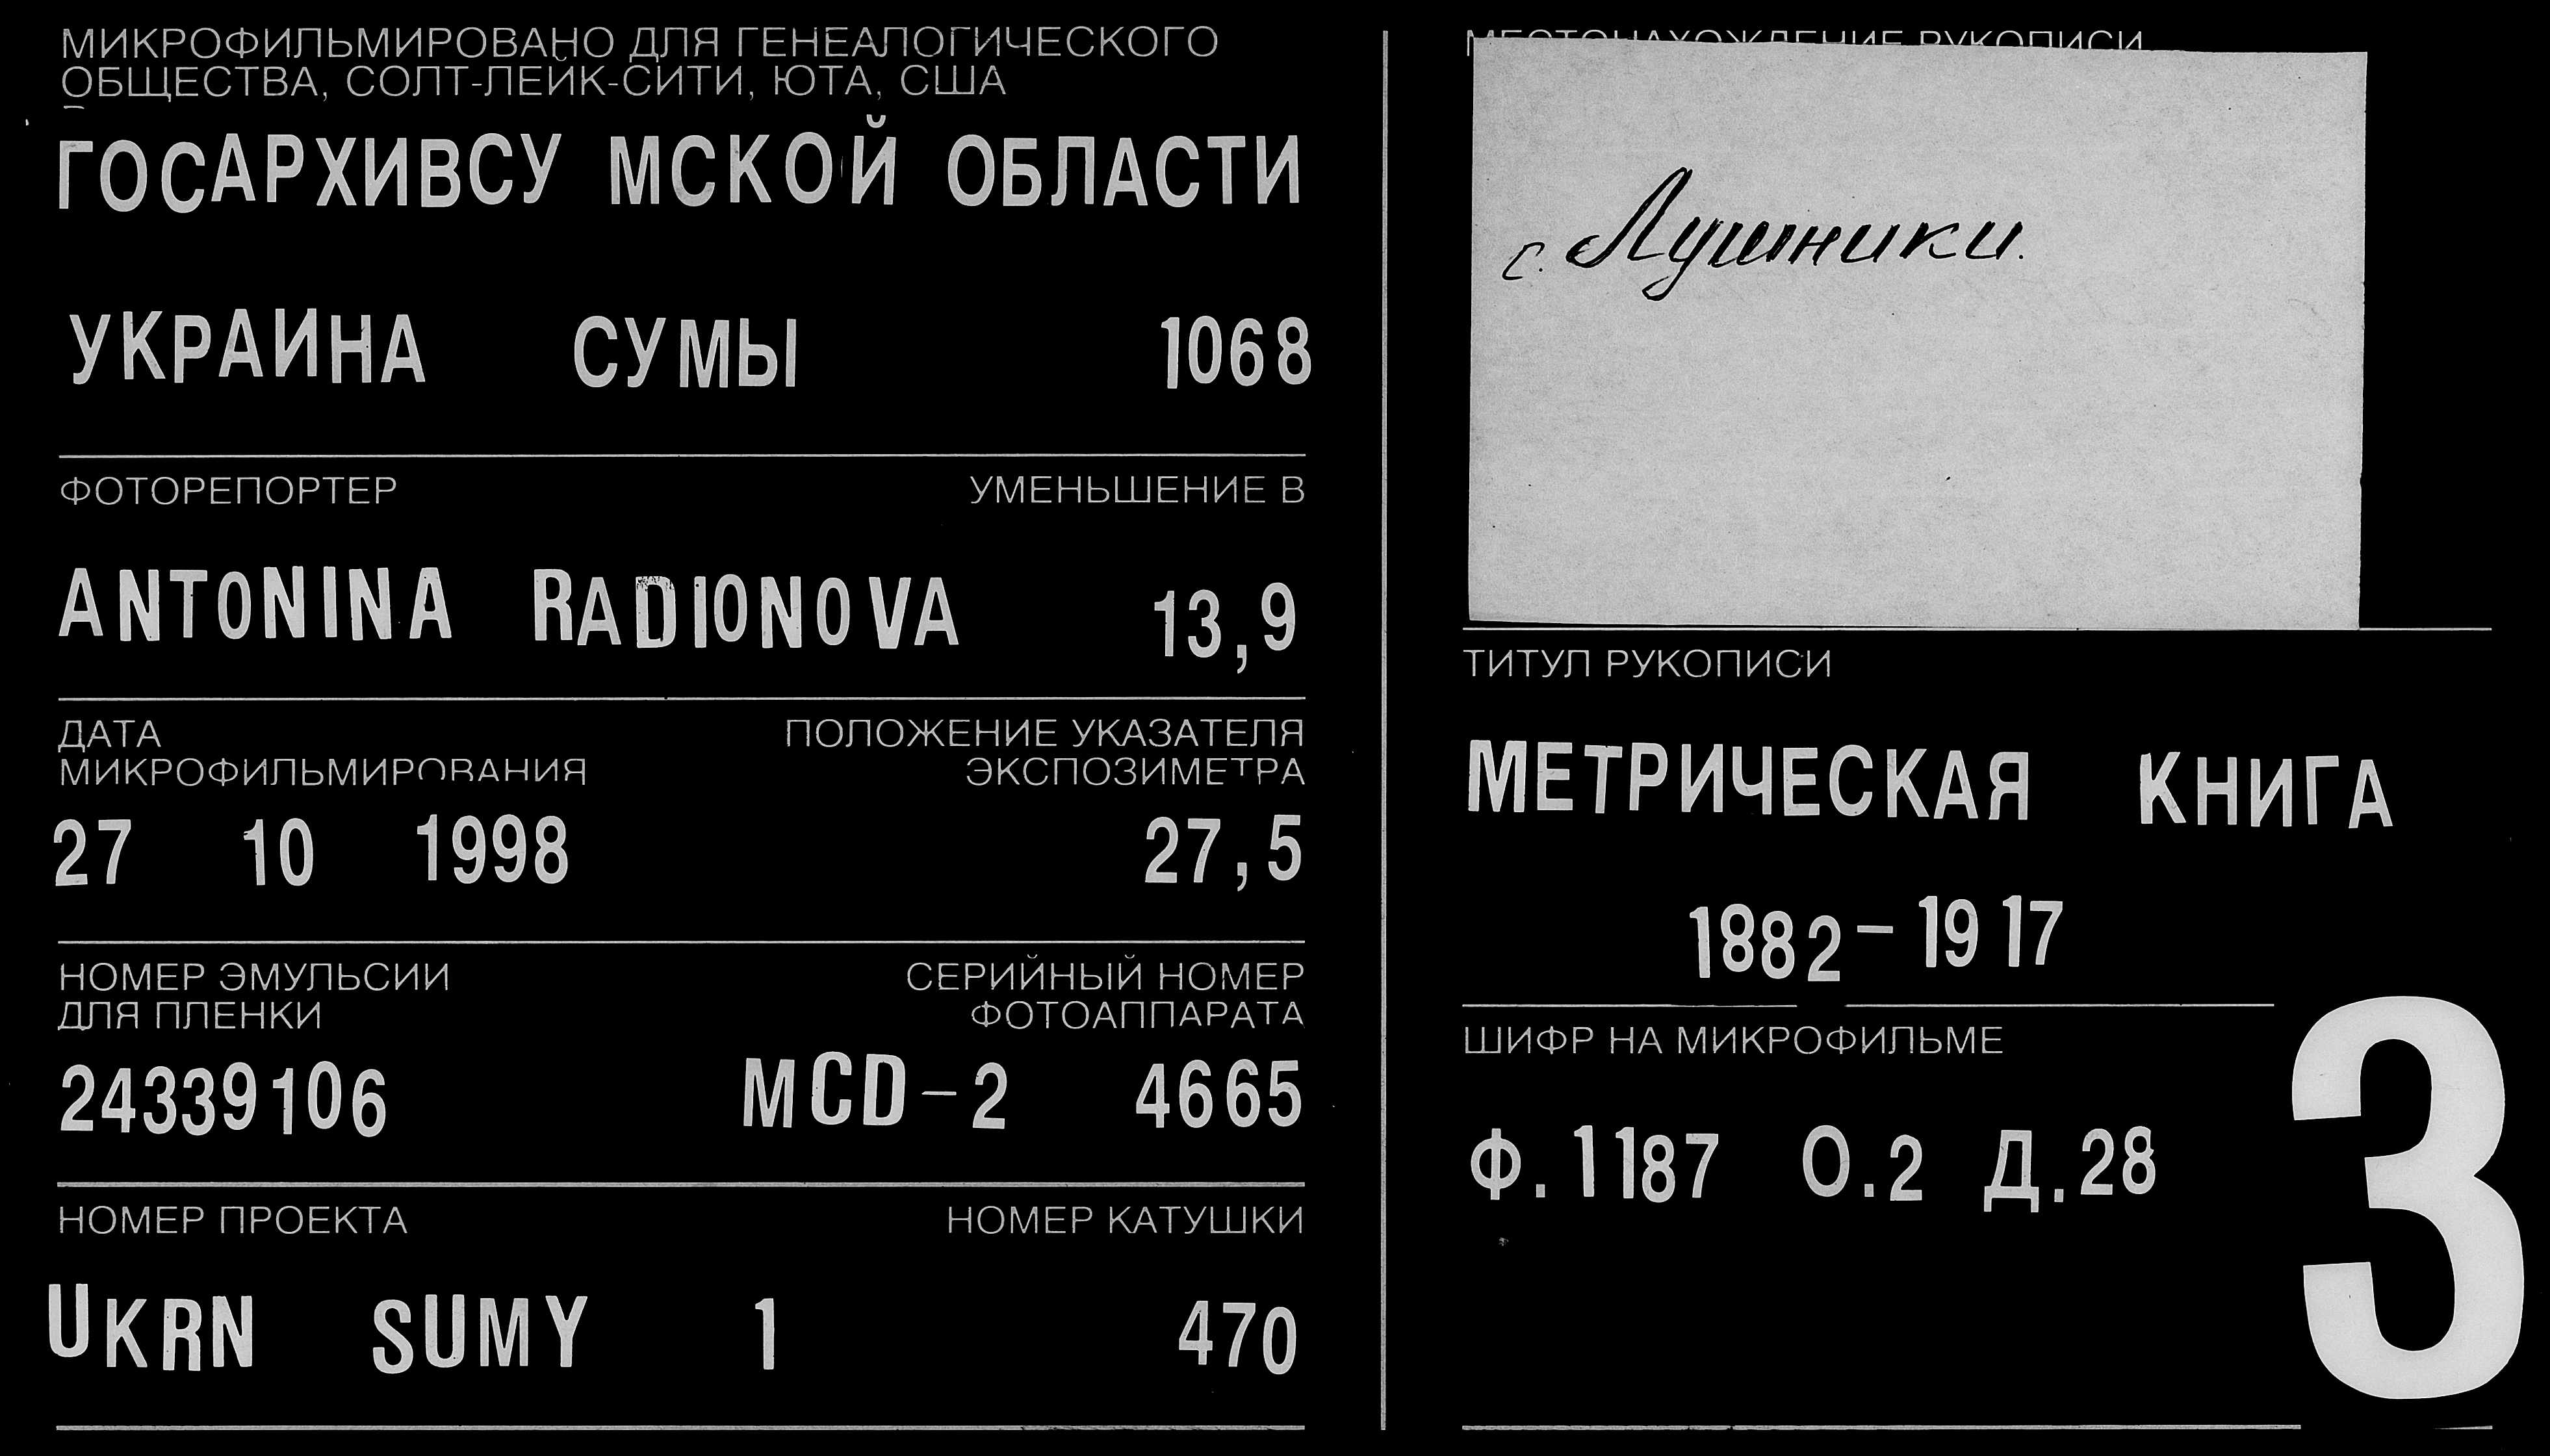 МИКРОФИЛЬМИРОВАНО ДЛЯ ГЕНЕАЛОГИЧЕСКОГО
ОБЩЕСТВА, СОЛТ-ЛЕЙК-СИТИ, ЮТА, США
ГОСАРХИВСУ МСКОЙ ОБЛАСТИ
УКРАИНА СУМЫ 1068
ФОТОРЕПОРТЕР УМЕНЬШЕНИЕ В
ANTONINA RADIONOVA 13,9
ДАТА ПОЛОЖЕНИЕ УКАЗАТЕЛЯ
МИКРОФИЛЬМИРОВАНИЯ ЭКСПОЗИМЕТРА
27 10 1998 27,5
НОМЕР ЭМУЛЬСИИ СЕРИЙНЫЙ НОМЕР
ДЛЯ ПЛЕНКИ ФОТОАППАРАТА
24339106 MCD-2 4665
НОМЕР ПРОЕКТА НОМЕР КАТУШКИ
UKRN SUMY 1 470
МЕСТОНАХОЖДЕНИЕ РУКОПИСИ
с. Лушники.
ТИТУЛ РУКОПИСИ
МЕТРИЧЕСКАЯ КНИГА
1882-1917
ШИФР НА МИКРОФИЛЬМЕ
Ф.1187 О.2 Д.28
3